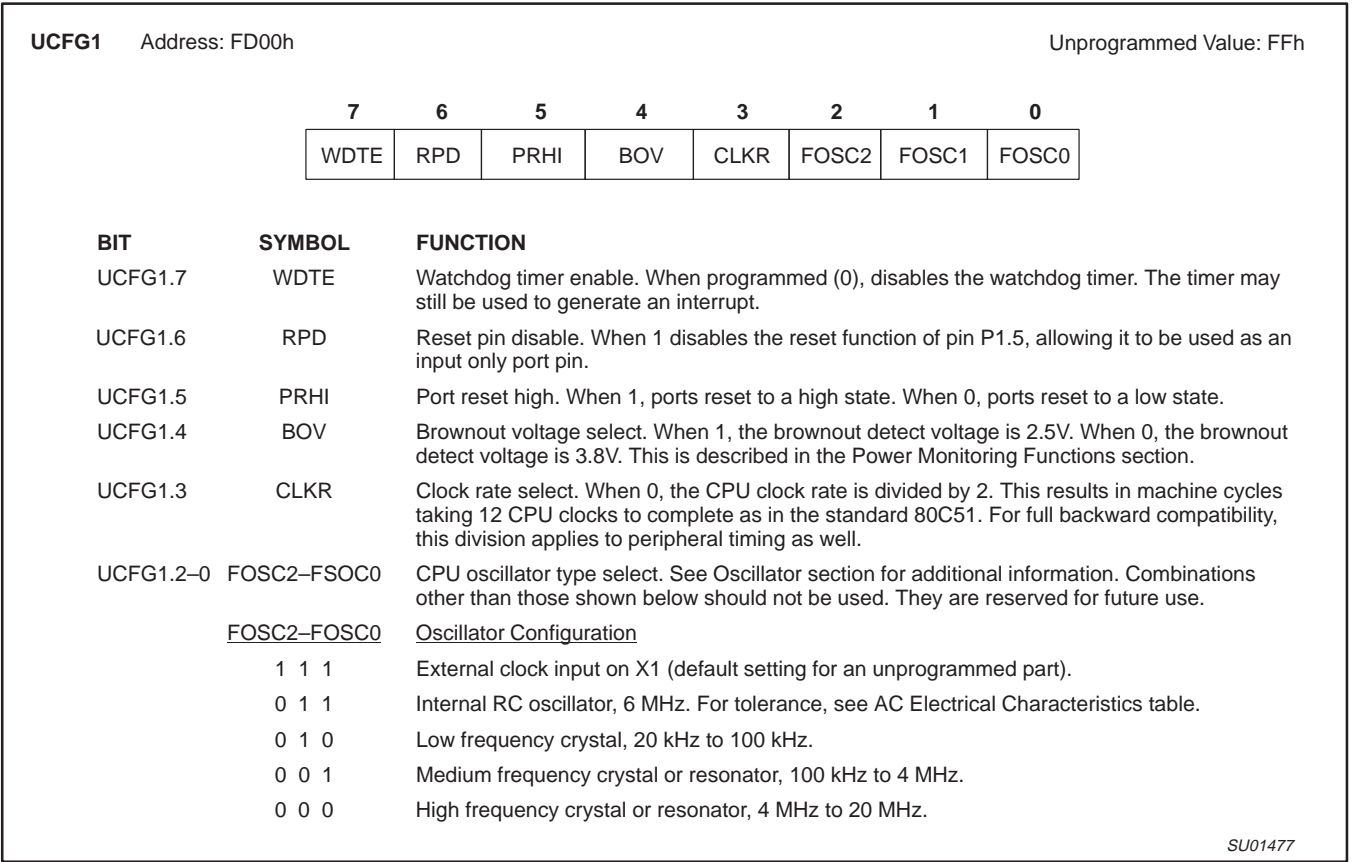 UCFG1 Address: FD00h Unprogrammed Value: FFh
7 6 5 4 3 2 1 0
WDTE RPD PRHI BOV CLKR FOSC2 FOSC1 FOSC0
BIT SYMBOL FUNCTION
UCFG1.7 WDTE Watchdog timer enable. When programmed (0), disables the watchdog timer. The timer may
still be used to generate an interrupt.
UCFG1.6 RPD Reset pin disable. When 1 disables the reset function of pin P1.5, allowing it to be used as an
input only port pin.
UCFG1.5 PRHI Port reset high. When 1, ports reset to a high state. When 0, ports reset to a low state.
UCFG1.4 BOV Brownout voltage select. When 1, the brownout detect voltage is 2.5V. When 0, the brownout
detect voltage is 3.8V. This is described in the Power Monitoring Functions section.
UCFG1.3 CLKR Clock rate select. When 0, the CPU clock rate is divided by 2. This results in machine cycles
taking 12 CPU clocks to complete as in the standard 80C51. For full backward compatibility,
this division applies to peripheral timing as well.
UCFG1.2–0 FOSC2–FSOC0 CPU oscillator type select. See Oscillator section for additional information. Combinations
other than those shown below should not be used. They are reserved for future use.
FOSC2–FOSC0 Oscillator Configuration
1 1 1 External clock input on X1 (default setting for an unprogrammed part).
0 1 1 Internal RC oscillator, 6 MHz. For tolerance, see AC Electrical Characteristics table.
0 1 0 Low frequency crystal, 20 kHz to 100 kHz.
0 0 1 Medium frequency crystal or resonator, 100 kHz to 4 MHz.
0 0 0 High frequency crystal or resonator, 4 MHz to 20 MHz.
SU01477